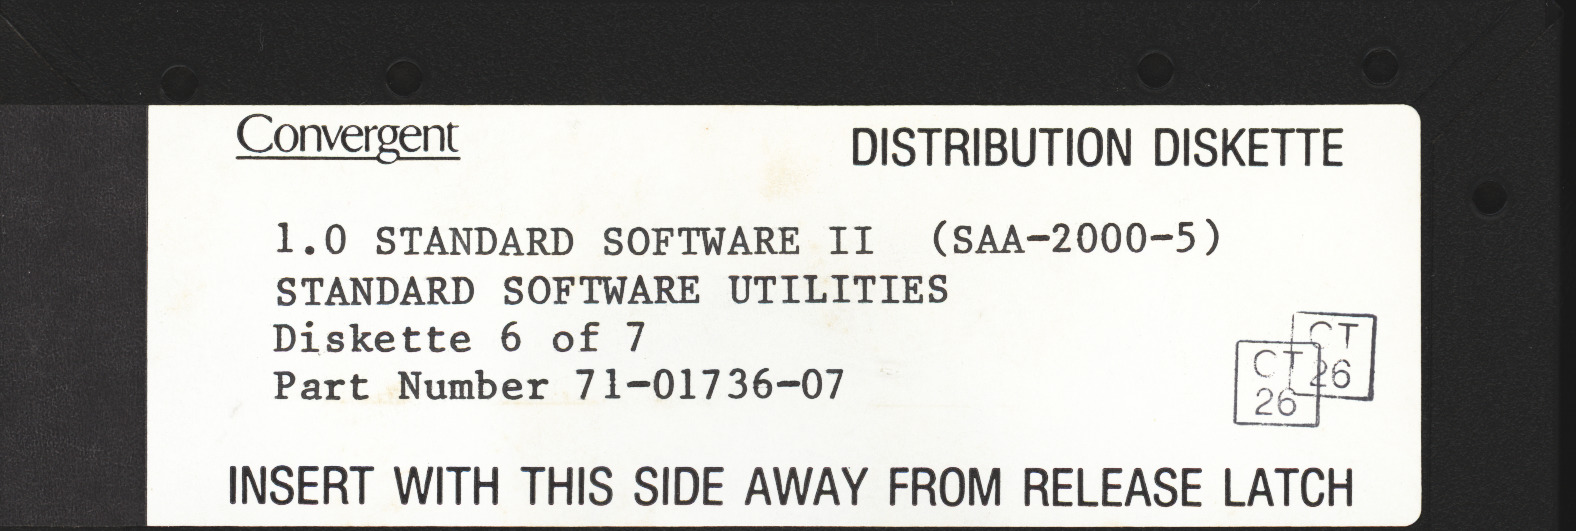 Convergent
DISTRIBUTION DISKETTE
1.0 STANDARD SOFTWARE II (SAA-2000-5)
STANDARD SOFTWARE UTILITIES
Diskette 6 of 7
Part Number 71-01736-07
CT
26
CT
26
INSERT WITH THIS SIDE AWAY FROM RELEASE LATCH